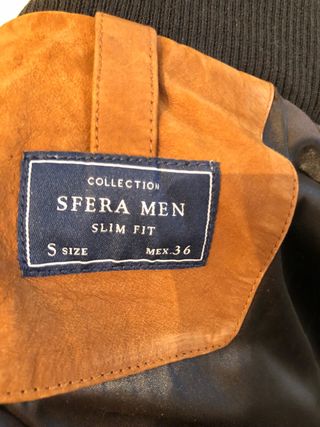 COLLECTION
SFERA MEN
SLIM FIT
S SIZE MEX.36